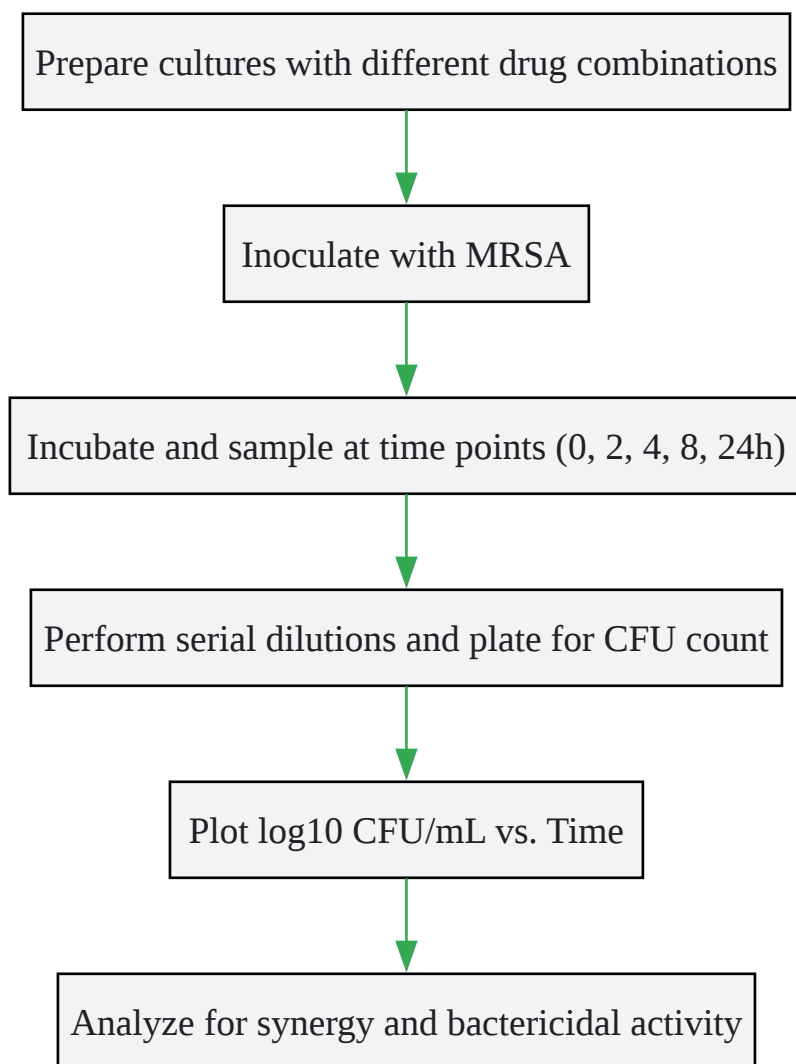 Prepare cultures with different drug combinations
Inoculate with MRSA
Incubate and sample at time points (0, 2, 4, 8, 24h)
Perform serial dilutions and plate for CFU count
Plot log10 CFU/mL vs. Time
Analyze for synergy and bactericidal activity